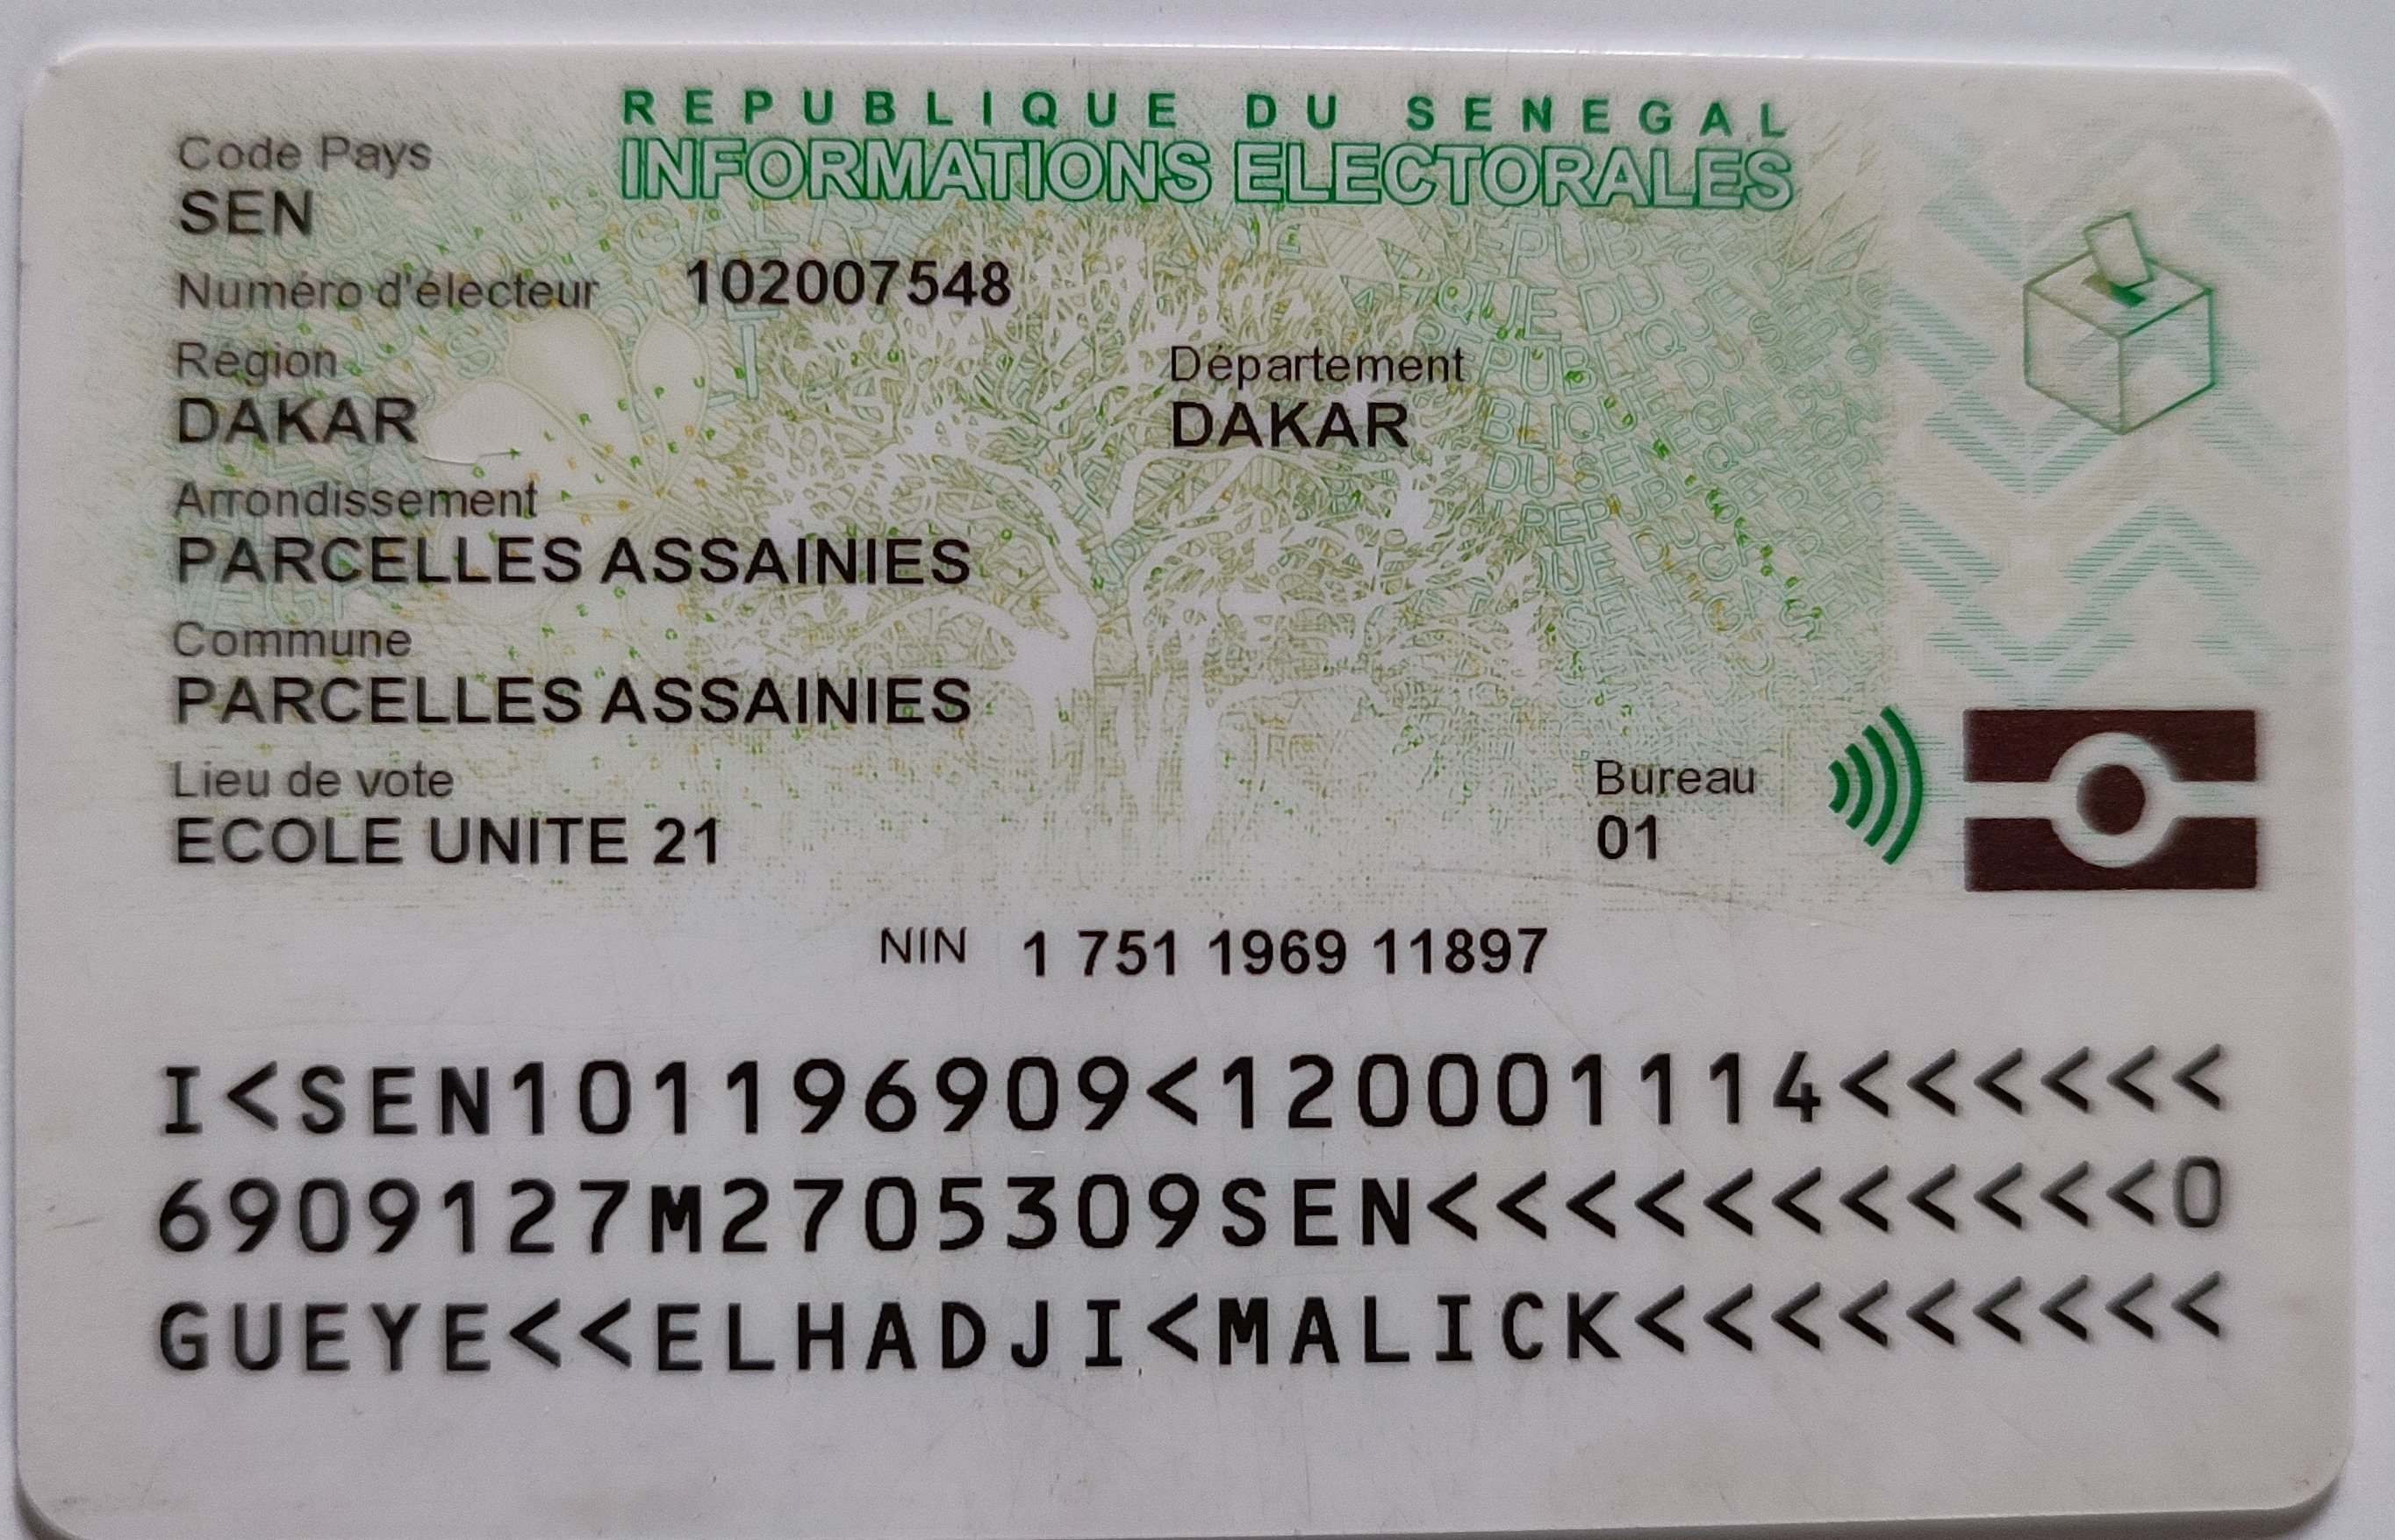 REPUBLIQUE DU SENEGAL
INFORMATIONS ELECTORALES
Code Pays
SEN
Numéro d'électeur 102007548
Région Département
DAKAR DAKAR
Arrondissement
PARCELLES ASSAINIES
Commune
PARCELLES ASSAINIES
Lieu de vote Bureau
ECOLE UNITE 21 01
NIN 1 751 1969 11897
I<SEN101196909<120001114<<<<<<
6909127M2705309SEN<<<<<<<<<<<0
GUEYE<<ELHADJI<MALICK<<<<<<<<<